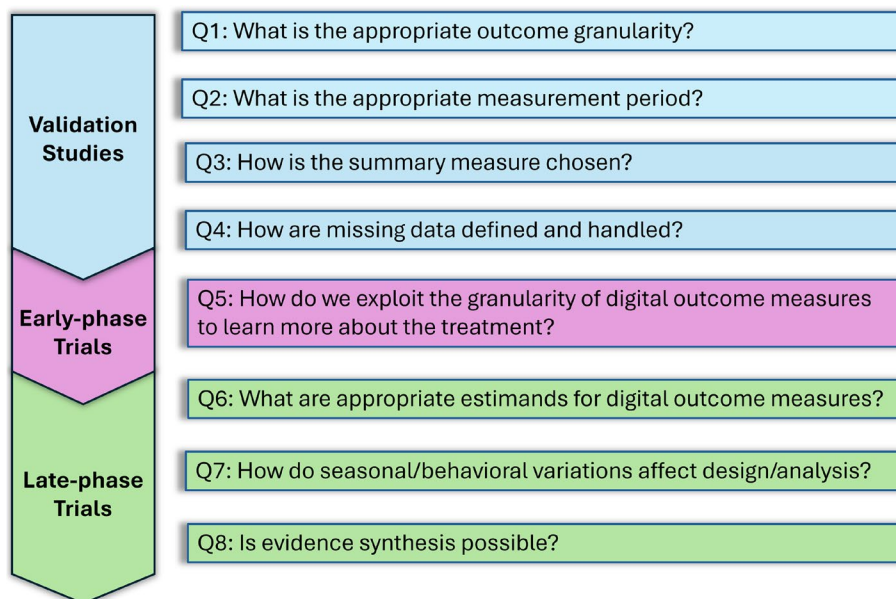 Validation
Studies
Q1: What is the appropriate outcome granularity?
Q2: What is the appropriate measurement period?
Q3: How is the summary measure chosen?
Q4: How are missing data defined and handled?
Early-phase
Trials
Q5: How do we exploit the granularity of digital outcome measures
to learn more about the treatment?
Late-phase
Trials
Q6: What are appropriate estimands for digital outcome measures?
Q7: How do seasonal/behavioral variations affect design/analysis?
Q8: Is evidence synthesis possible?